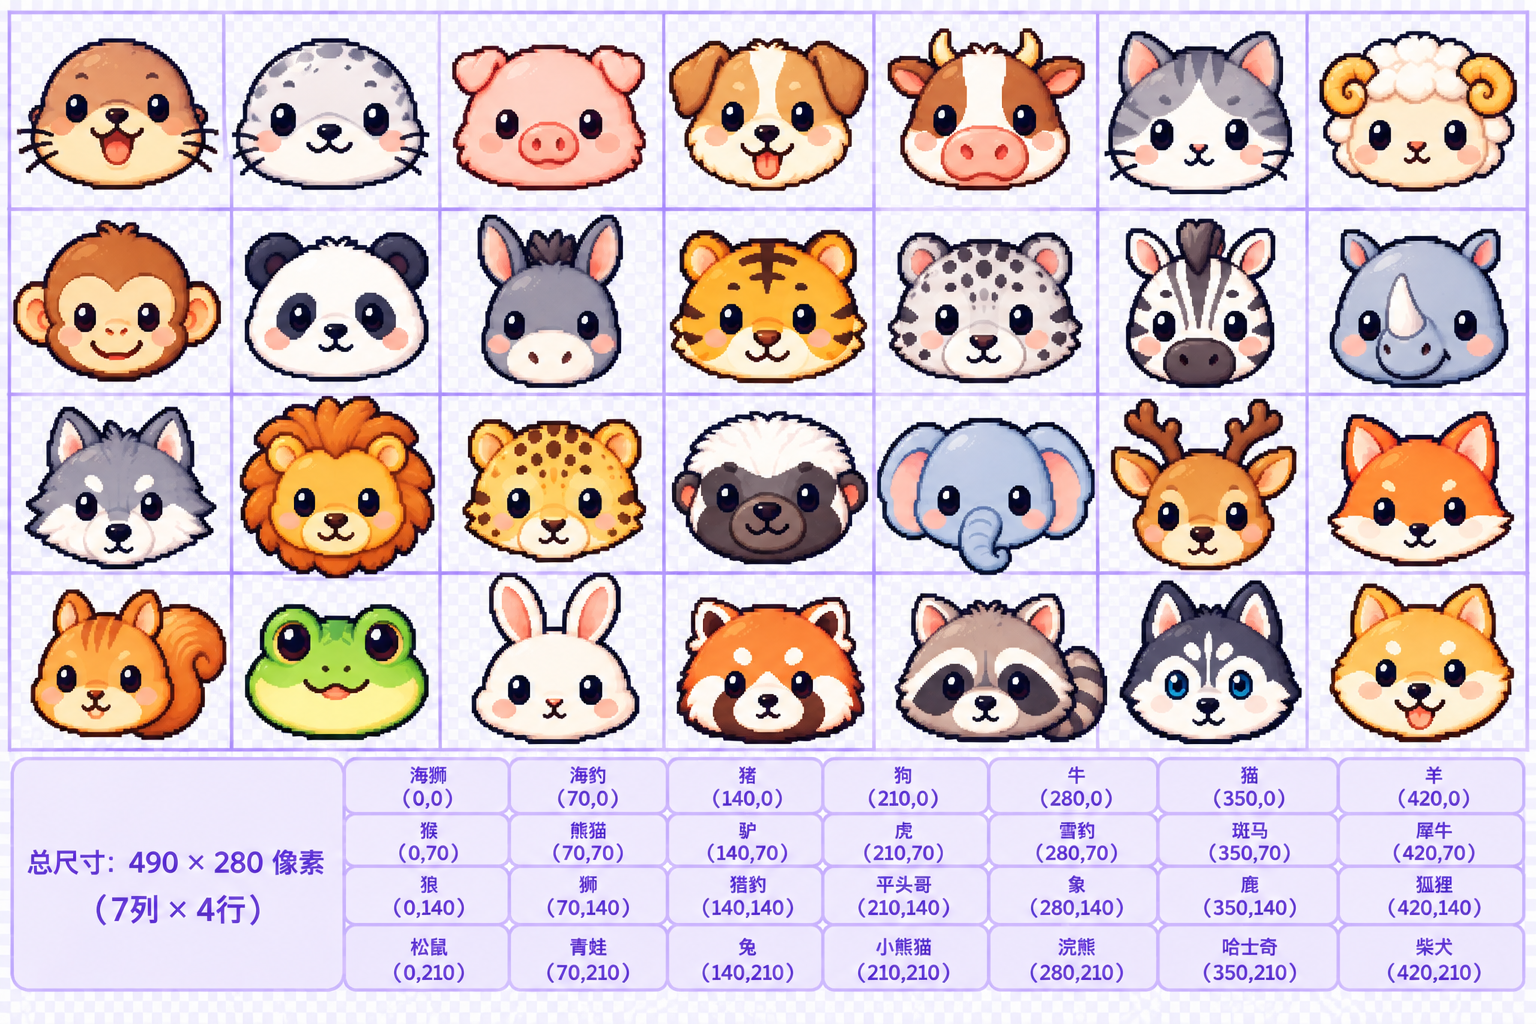 总尺寸：490 × 280 像素
（7列 × 4行）
海狮
（0,0）
海豹
（70,0）
猪
（140,0）
狗
（210,0）
牛
（280,0）
猫
（350,0）
羊
（420,0）
猴
（0,70）
熊猫
（70,70）
驴
（140,70）
虎
（210,70）
雪豹
（280,70）
斑马
（350,70）
犀牛
（420,70）
狼
（0,140）
狮
（70,140）
猎豹
（140,140）
平头哥
（210,140）
象
（280,140）
鹿
（350,140）
狐狸
（420,140）
松鼠
（0,210）
青蛙
（70,210）
兔
（140,210）
小熊猫
（210,210）
浣熊
（280,210）
哈士奇
（350,210）
柴犬
（420,210）